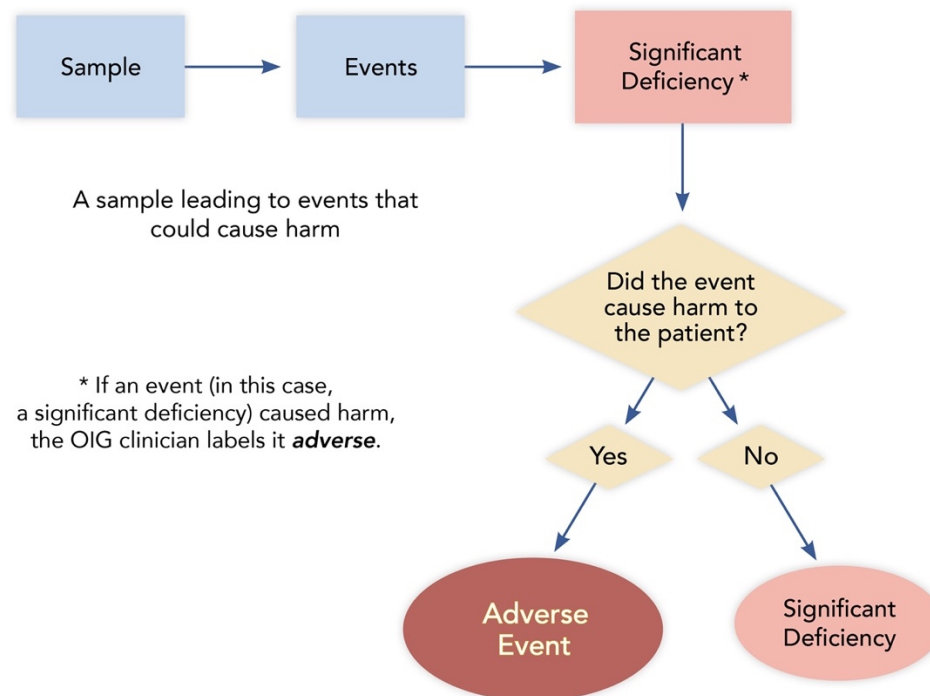 Sample
Events
Significant
Deficiency *
A sample leading to events that
could cause harm
Did the event
cause harm to
the patient?
* If an event (in this case,
a significant deficiency) caused harm,
the OIG clinician labels it adverse.
Yes
No
Adverse
Event
Significant
Deficiency